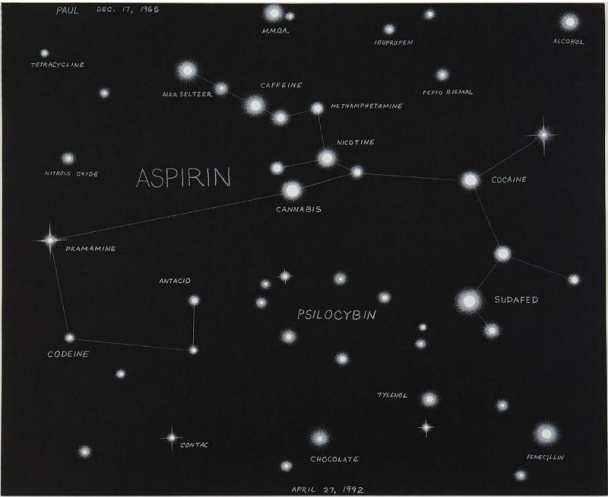 PAUL DEC. 17, 1965
M.M.D.A.
IBUPROFEN
ALCOHOL
TETRACYCLINE
CAFFEINE
ALKA SELTZER
METHAMPHETAMINE
PEPTO BISMAL
NICOTINE
NITROUS OXIDE
ASPIRIN
COCAINE
CANNABIS
DRAMAMINE
ANTACID
SUDAFED
PSILOCYBIN
CODEINE
TYLENOL
CONTAC
CHOCOLATE
PENICILLIN
APRIL 27, 1992